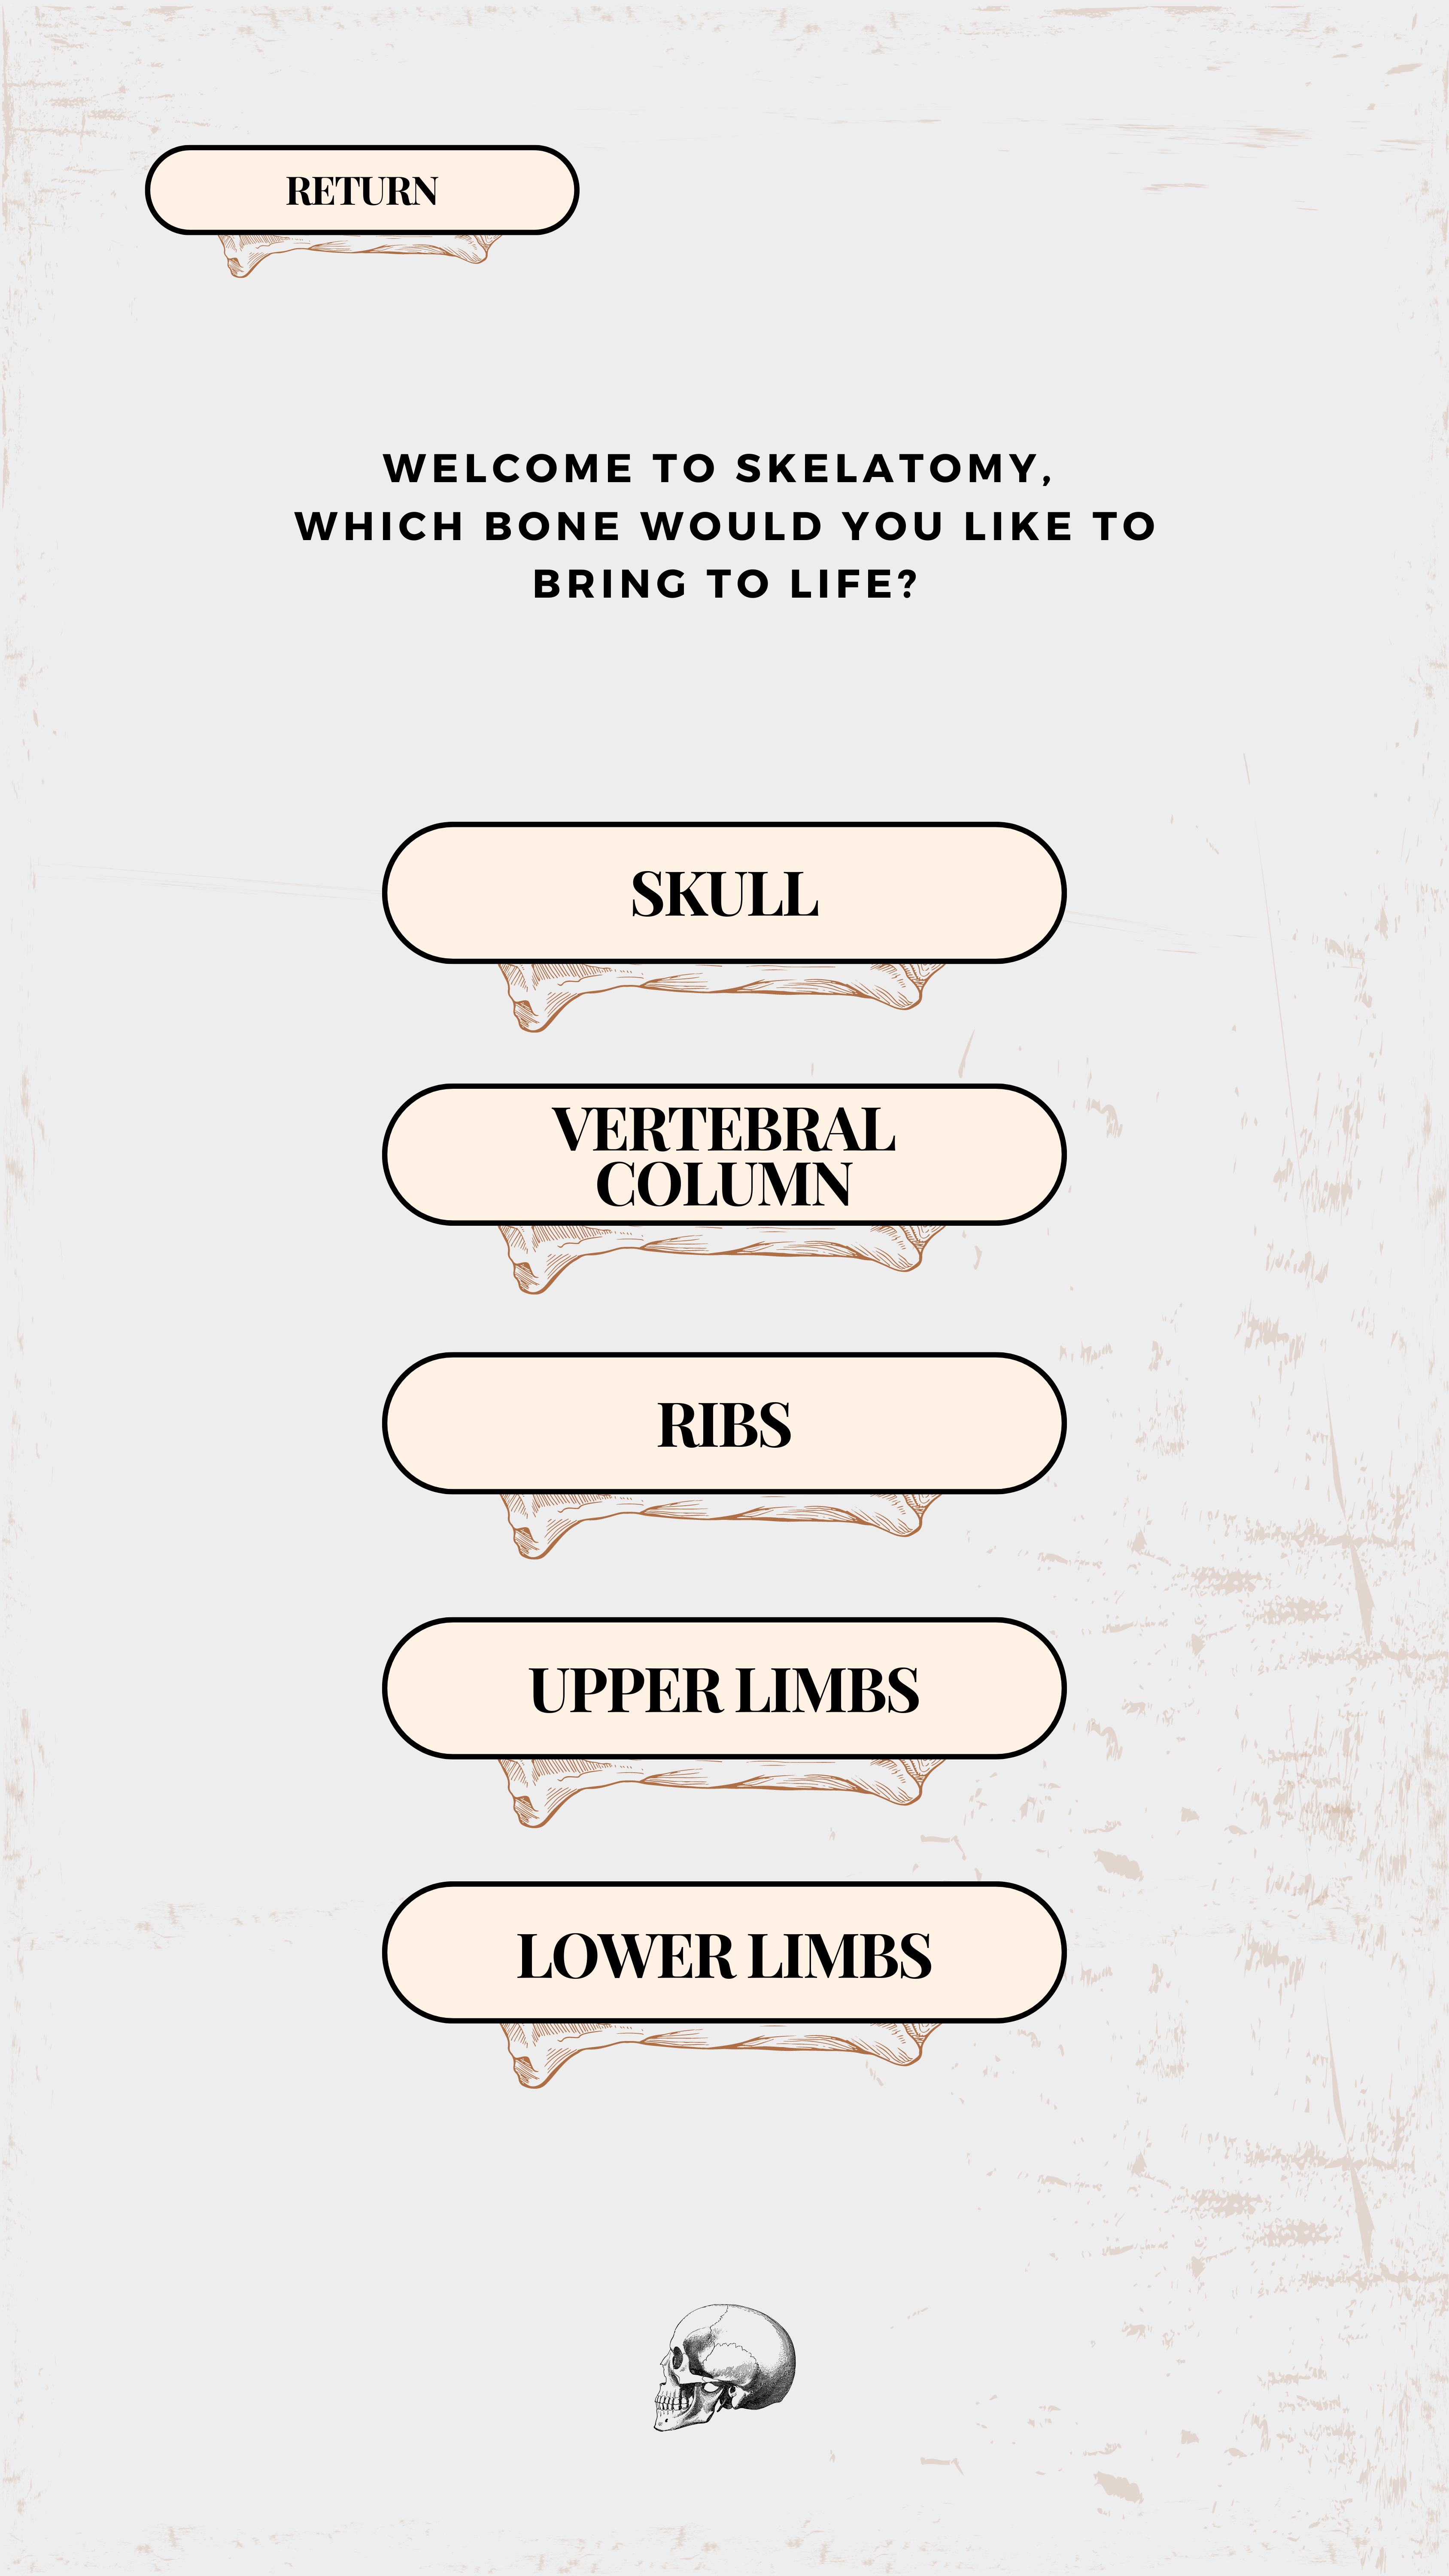 RETURN
WELCOME TO SKELATOMY,
WHICH BONE WOULD YOU LIKE TO
BRING TO LIFE?
SKULL
VERTEBRAL
COLUMN
RIBS
UPPER LIMBS
LOWER LIMBS